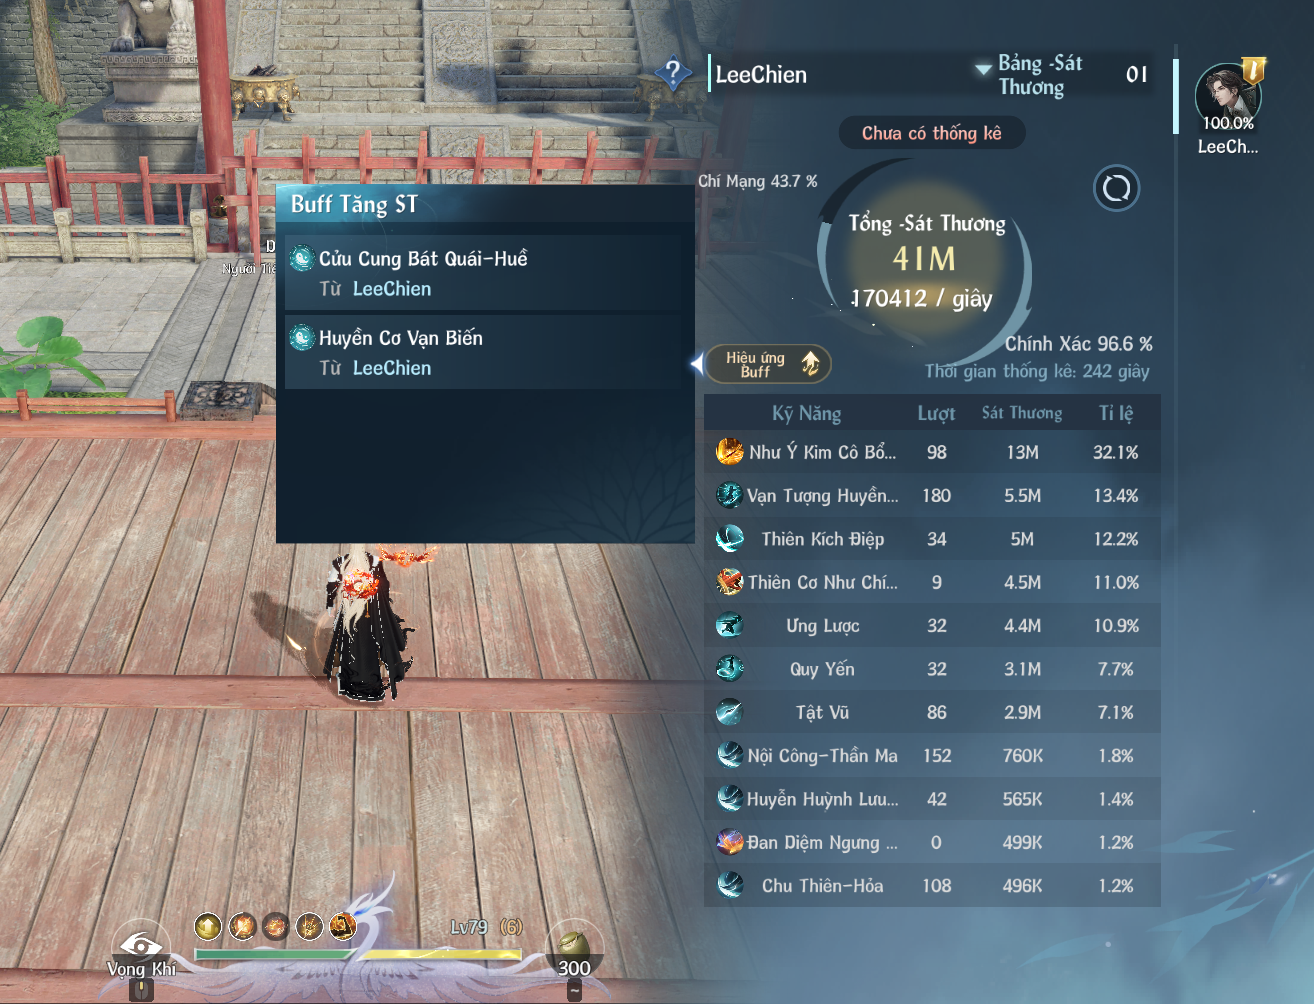 LeeChien
Bảng -Sát
Thương
01
1
100.0%
LeeCh...
Chưa có thống kê
Chí Mạng 43.7 %
Tổng -Sát Thương
41M
170412 / giây
Chính Xác 96.6 %
Thời gian thống kê: 242 giây
Hiệu ứng
Buff
Buff Tăng ST
Cửu Cung Bát Quái-Huề
Từ LeeChien
Huyền Cơ Vạn Biến
Từ LeeChien
Kỹ Năng Lượt Sát Thương Tỉ lệ
Như Ý Kim Cô Bổ... 98 13M 32.1%
Vạn Tượng Huyền... 180 5.5M 13.4%
Thiên Kích Điệp 34 5M 12.2%
Thiên Cơ Như Chí... 9 4.5M 11.0%
Ưng Lược 32 4.4M 10.9%
Quy Yến 32 3.1M 7.7%
Tật Vũ 86 2.9M 7.1%
Nội Công-Thần Ma 152 760K 1.8%
Huyễn Huỳnh Lưu... 42 565K 1.4%
Đan Diệm Ngưng ... 0 499K 1.2%
Chu Thiên-Hỏa 108 496K 1.2%
Lv79 (6)
Vọng Khí
300
~